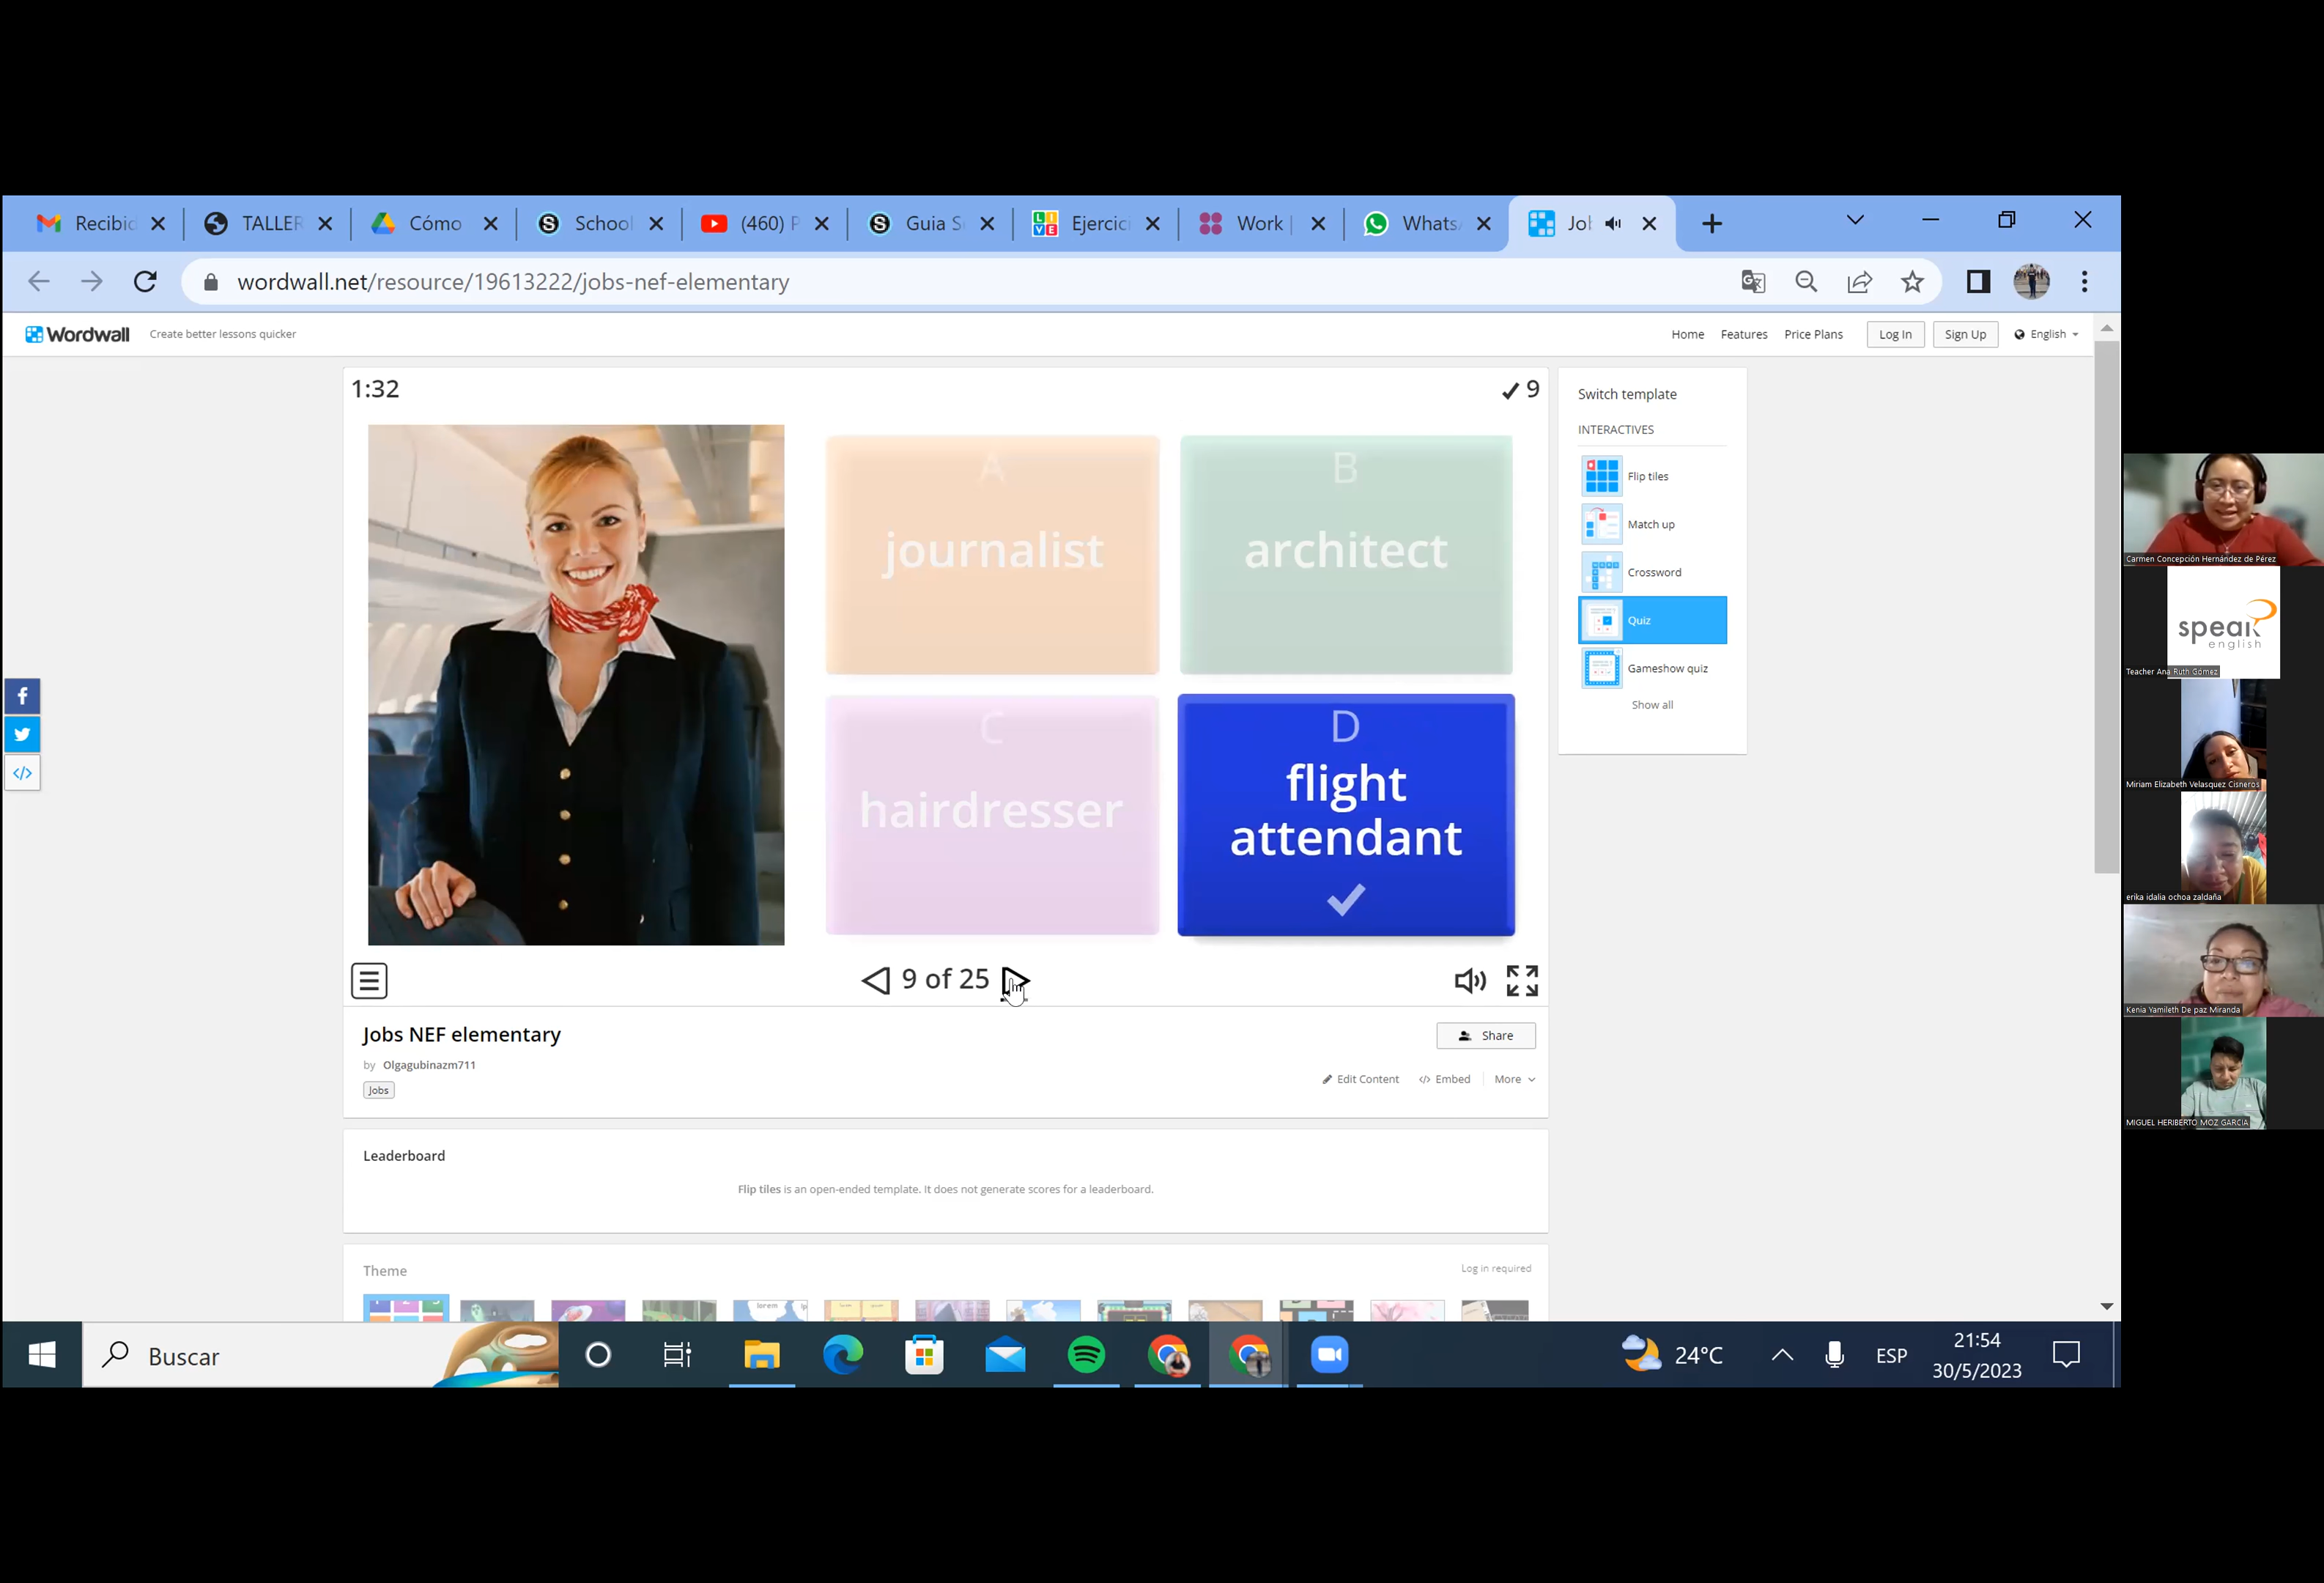 Recibid
TALLER
Cómo
School
(460) P
Guia S
Ejercici
Work |
Whats
Job
wordwall.net/resource/19613222/jobs-nef-elementary
Wordwall
Create better lessons quicker
Home
Features
Price Plans
Log In
Sign Up
English
1:32
9
A
journalist
B
architect
C
hairdresser
D
flight
attendant
9 of 25
Switch template
INTERACTIVES
Flip tiles
Match up
Crossword
Quiz
Gameshow quiz
Show all
Jobs NEF elementary
Share
by Olgagubinazm711
Edit Content
Embed
More
Jobs
Leaderboard
Flip tiles is an open-ended template. It does not generate scores for a leaderboard.
Theme
Log in required
Carmen Concepción Hernández de Pérez
speak
english
Teacher Ana Ruth Gómez
Miriam Elizabeth Velasquez Cisneros
erika idalia ochoa zaldaña
Kenia Yamileth De paz Miranda
MIGUEL HERIBERTO MOZ GARCIA
Buscar
24°C
ESP
21:54
30/5/2023